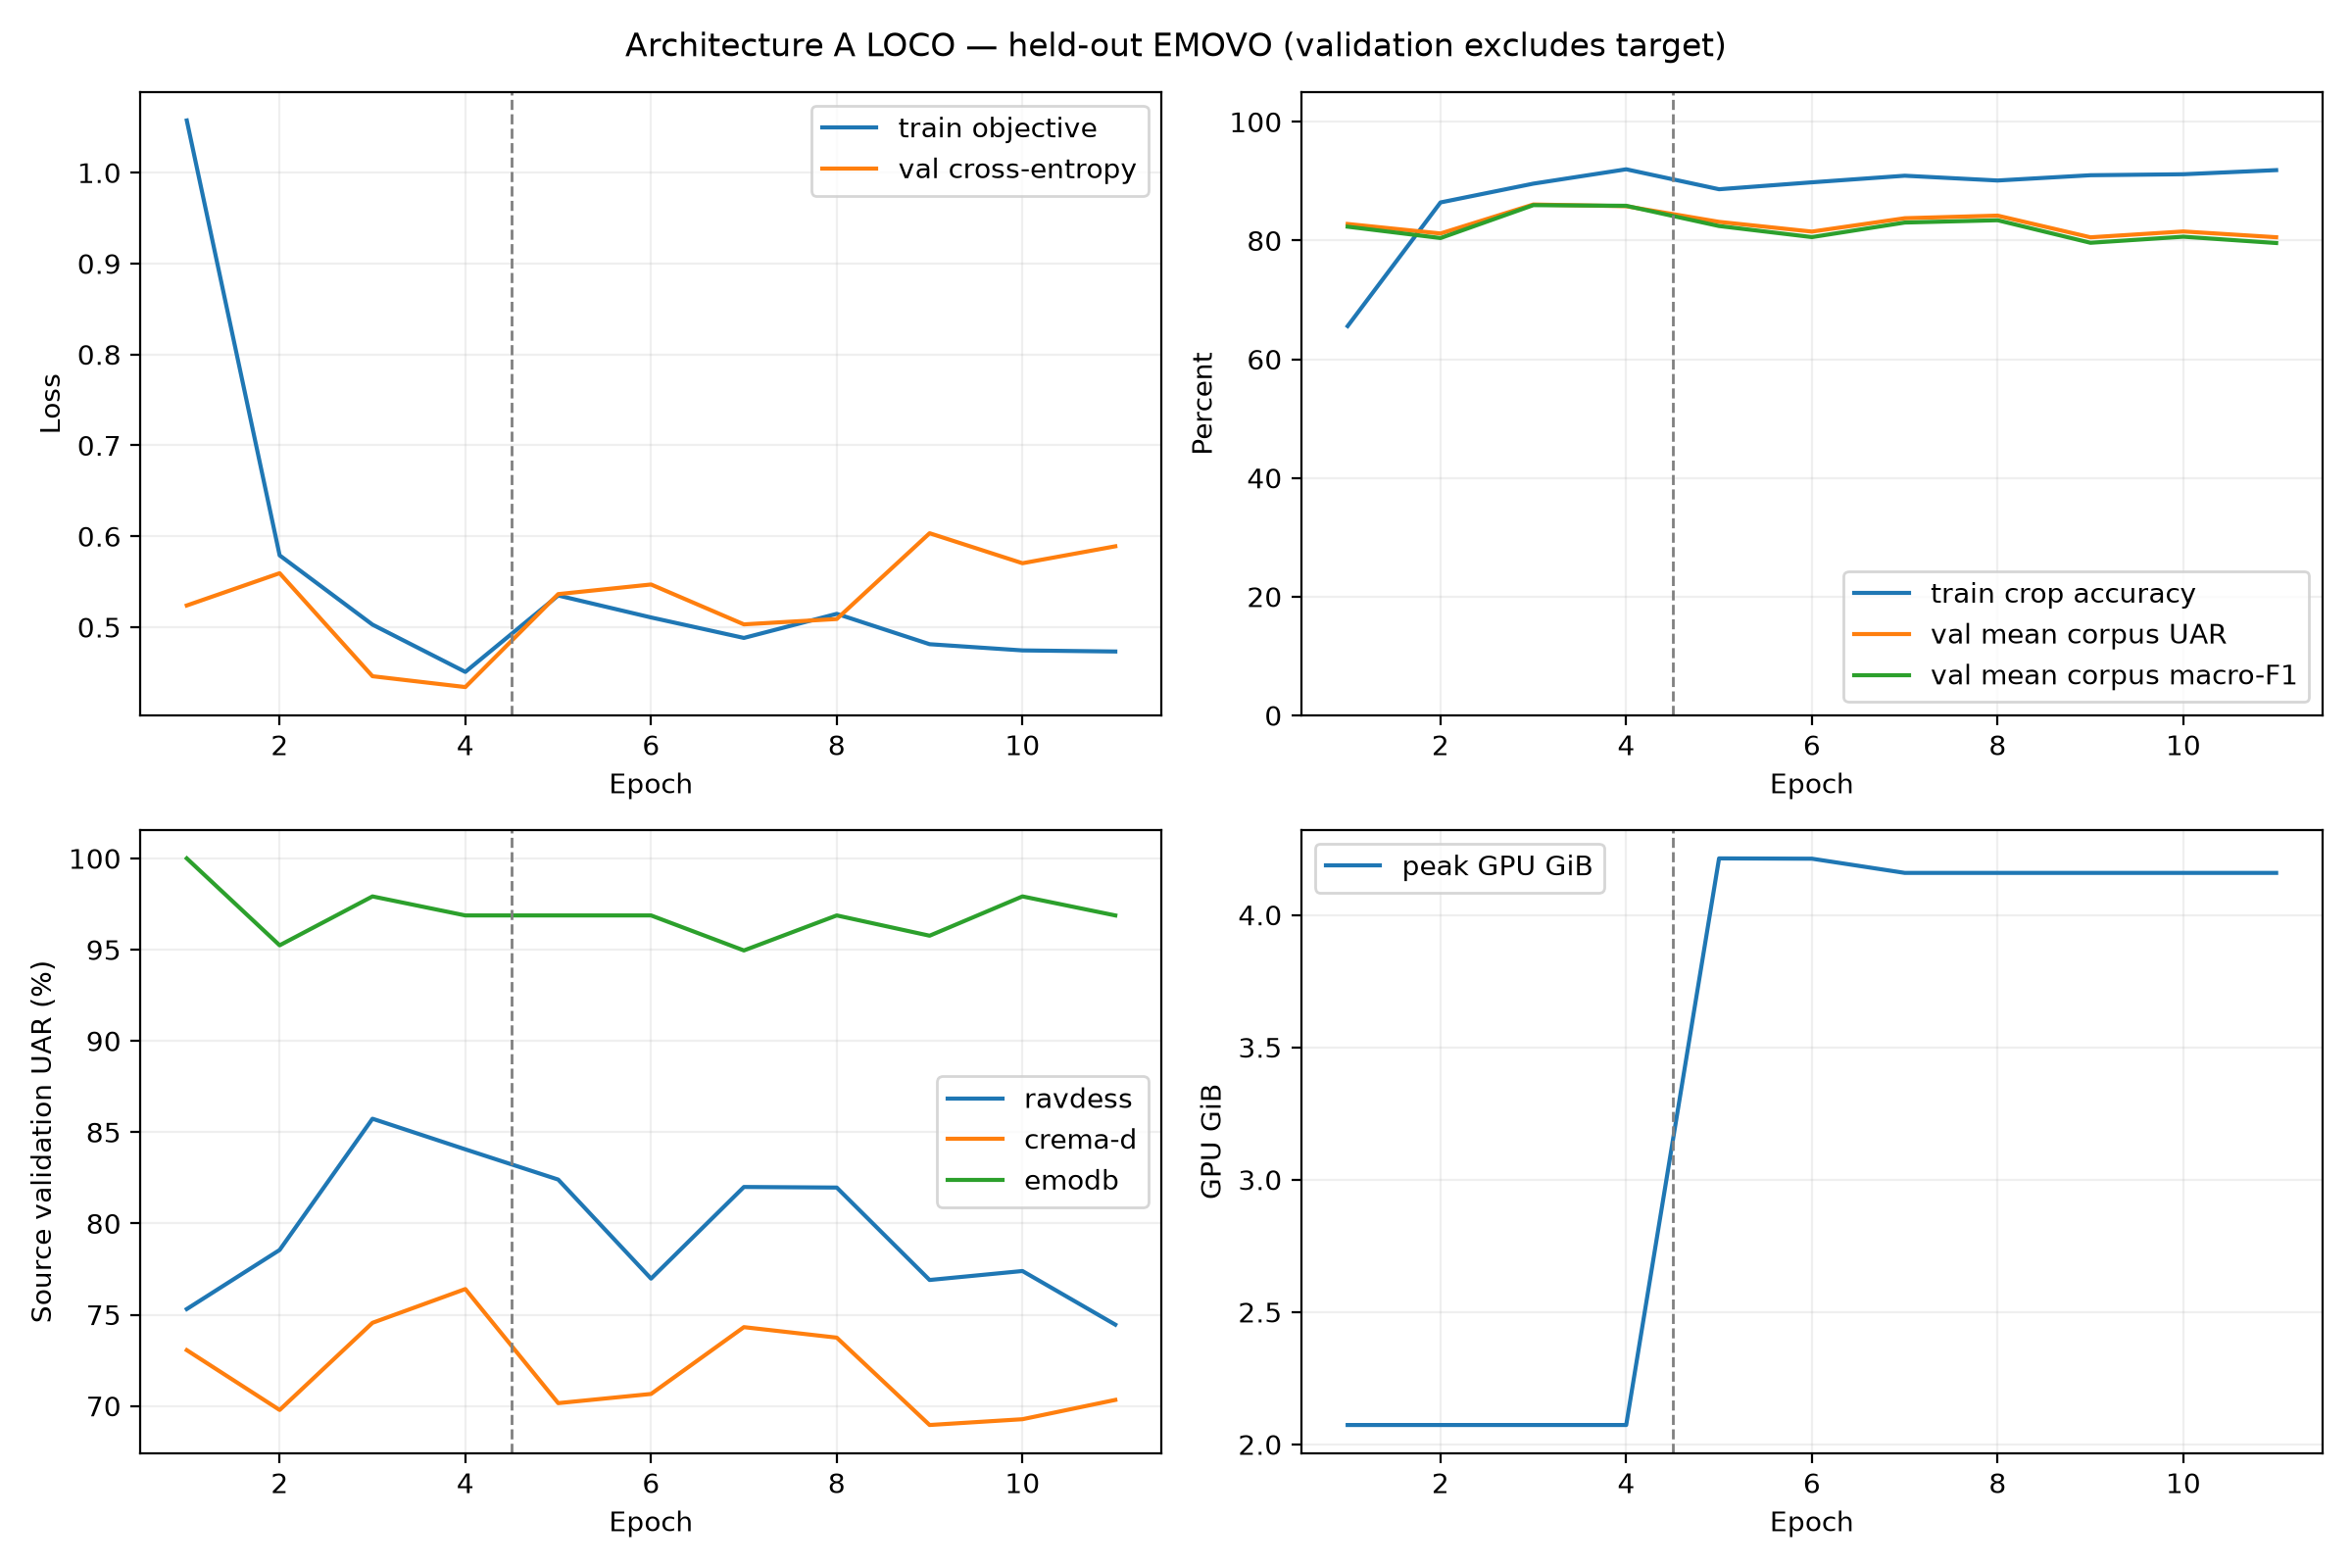 Architecture A LOCO — held-out EMOVO (validation excludes target)
train objective
val cross-entropy
1.0
0.9
0.8
0.7
0.6
0.5
Loss
2 4 6 8 10
Epoch
100
80
60
40
20
0
Percent
train crop accuracy
val mean corpus UAR
val mean corpus macro-F1
2 4 6 8 10
Epoch
100
95
90
85
80
75
70
Source validation UAR (%)
ravdess
crema-d
emodb
2 4 6 8 10
Epoch
peak GPU GiB
4.0
3.5
3.0
2.5
2.0
GPU GiB
2 4 6 8 10
Epoch